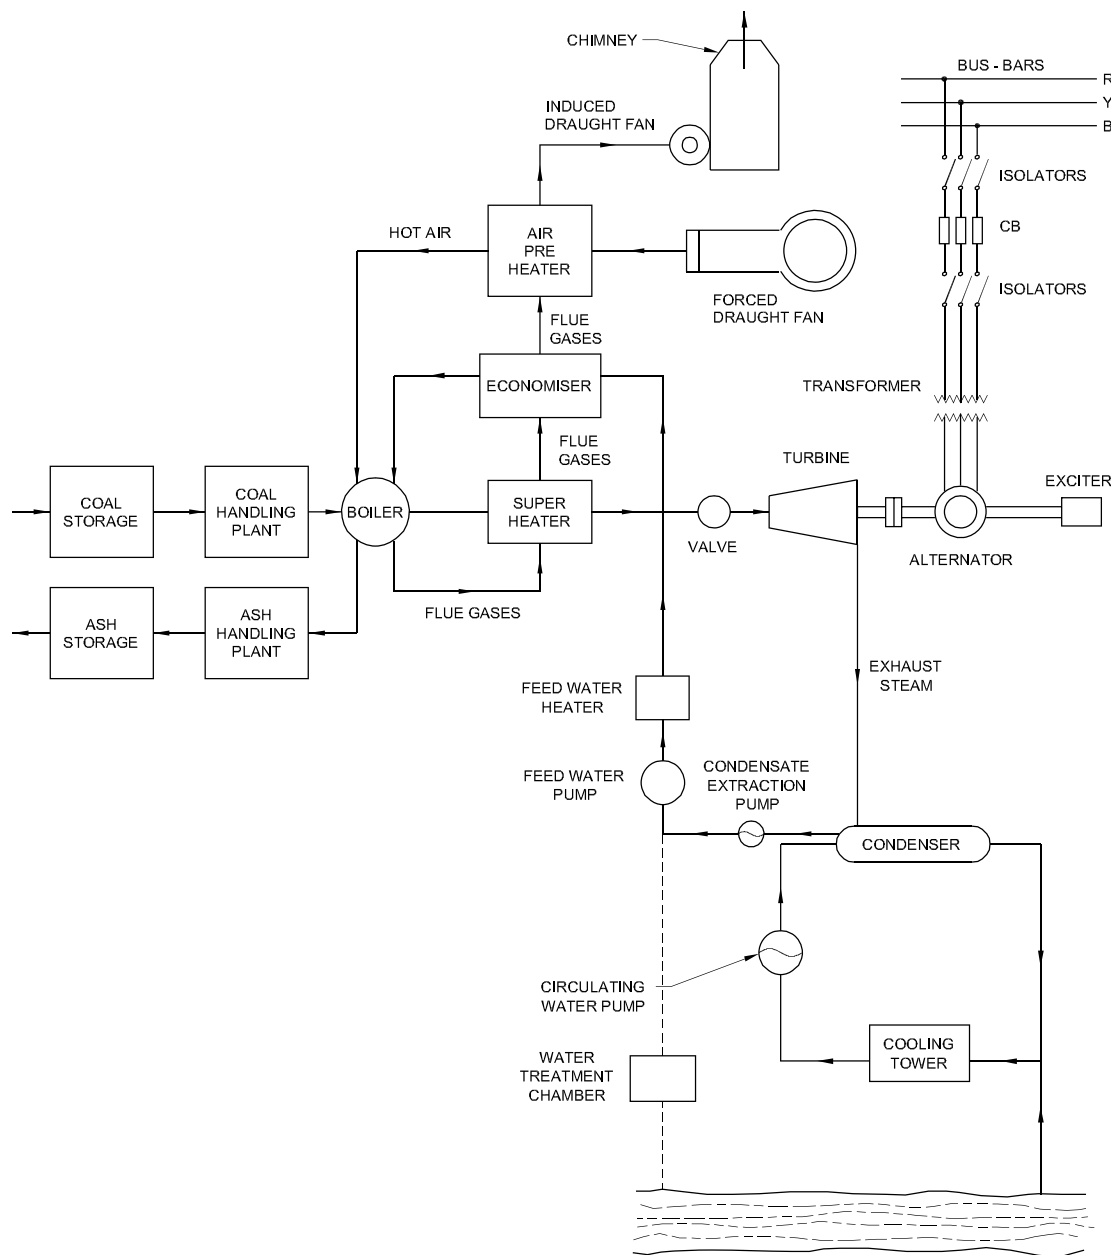 CHIMNEY
BUS - BARS
R
Y
B
INDUCED
DRAUGHT FAN
ISOLATORS
CB
ISOLATORS
HOT AIR
AIR
PRE
HEATER
FORCED
DRAUGHT FAN
FLUE
GASES
ECONOMISER
TRANSFORMER
FLUE
GASES
TURBINE
EXCITER
COAL
STORAGE
COAL
HANDLING
PLANT
BOILER
SUPER
HEATER
VALVE
ALTERNATOR
FLUE GASES
ASH
STORAGE
ASH
HANDLING
PLANT
EXHAUST
STEAM
FEED WATER
HEATER
FEED WATER
PUMP
CONDENSATE
EXTRACTION
PUMP
CONDENSER
CIRCULATING
WATER PUMP
COOLING
TOWER
WATER
TREATMENT
CHAMBER